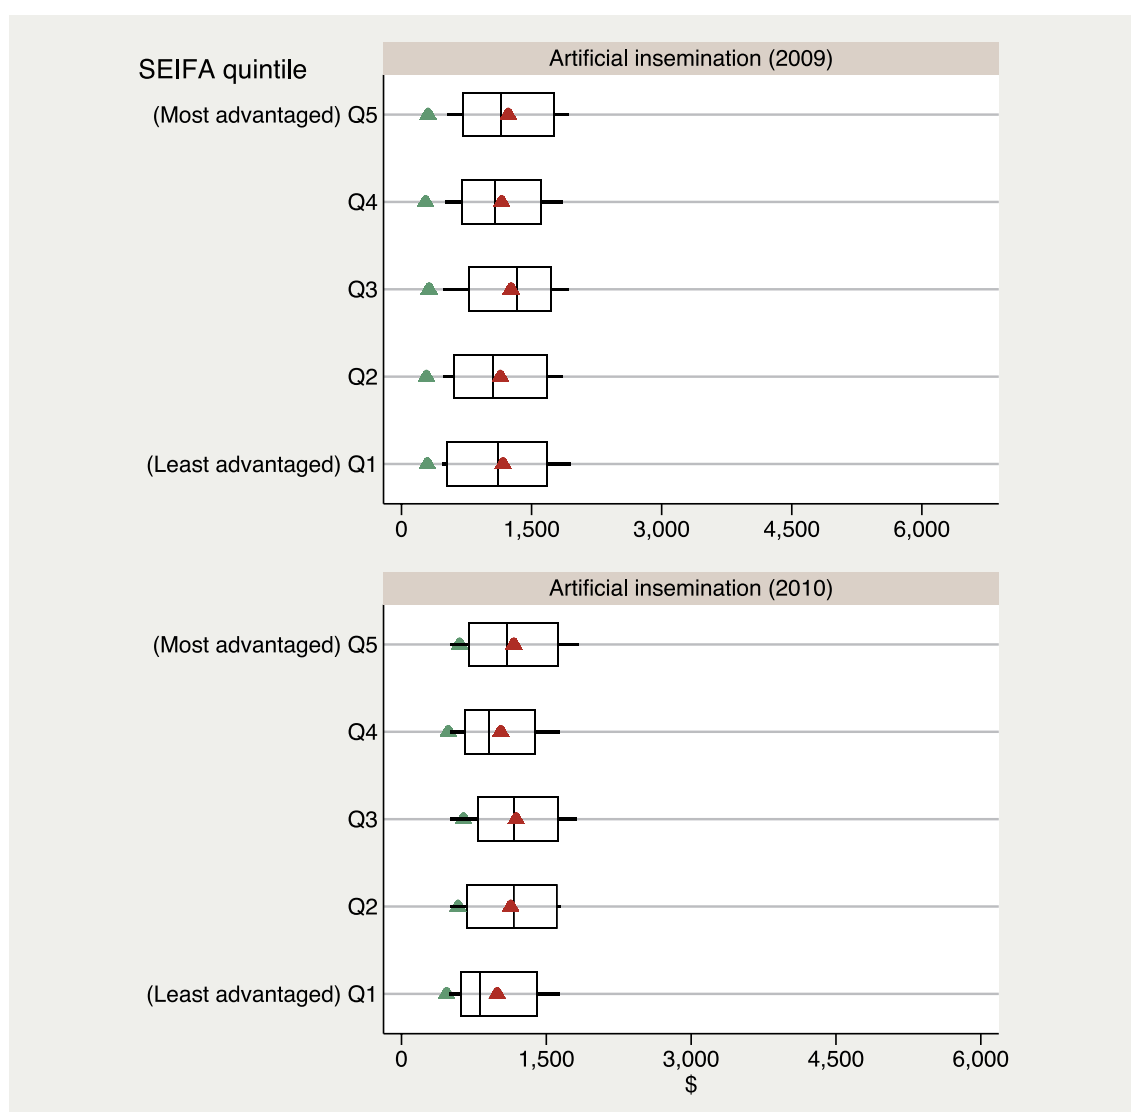 Artificial insemination (2009)
SEIFA quintile
(Most advantaged) Q5
Q4
Q3
Q2
(Least advantaged) Q1
0 1,500 3,000 4,500 6,000
Artificial insemination (2010)
(Most advantaged) Q5
Q4
Q3
Q2
(Least advantaged) Q1
0 1,500 3,000 4,500 6,000
$